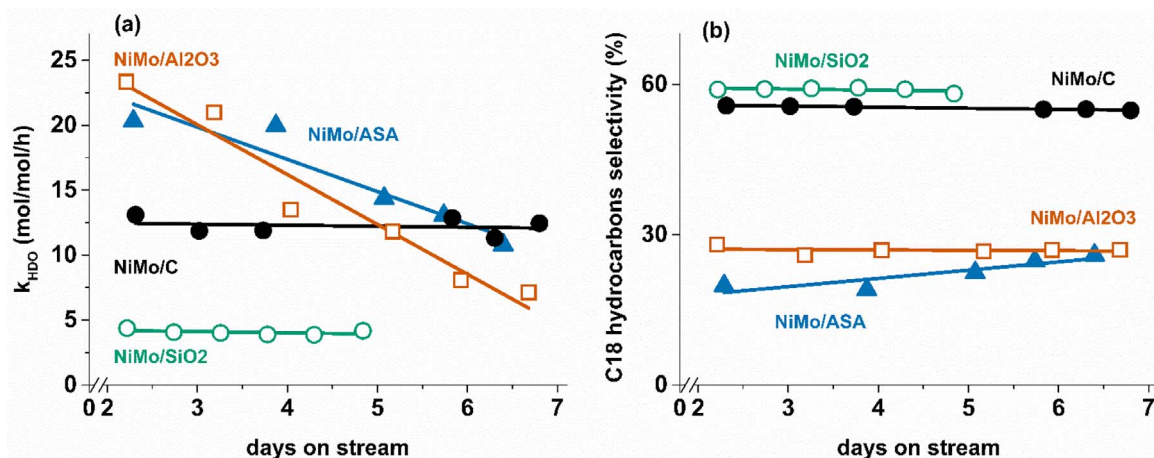 (a)
NiMo/Al2O3
NiMo/ASA
NiMo/C
NiMo/SiO2
k_HDO (mol/mol/h)
25
20
15
10
5
0
0 2 3 4 5 6 7
days on stream
(b)
NiMo/SiO2
NiMo/C
NiMo/Al2O3
NiMo/ASA
C18 hydrocarbons selectivity (%)
60
30
0
0 2 3 4 5 6 7
days on stream